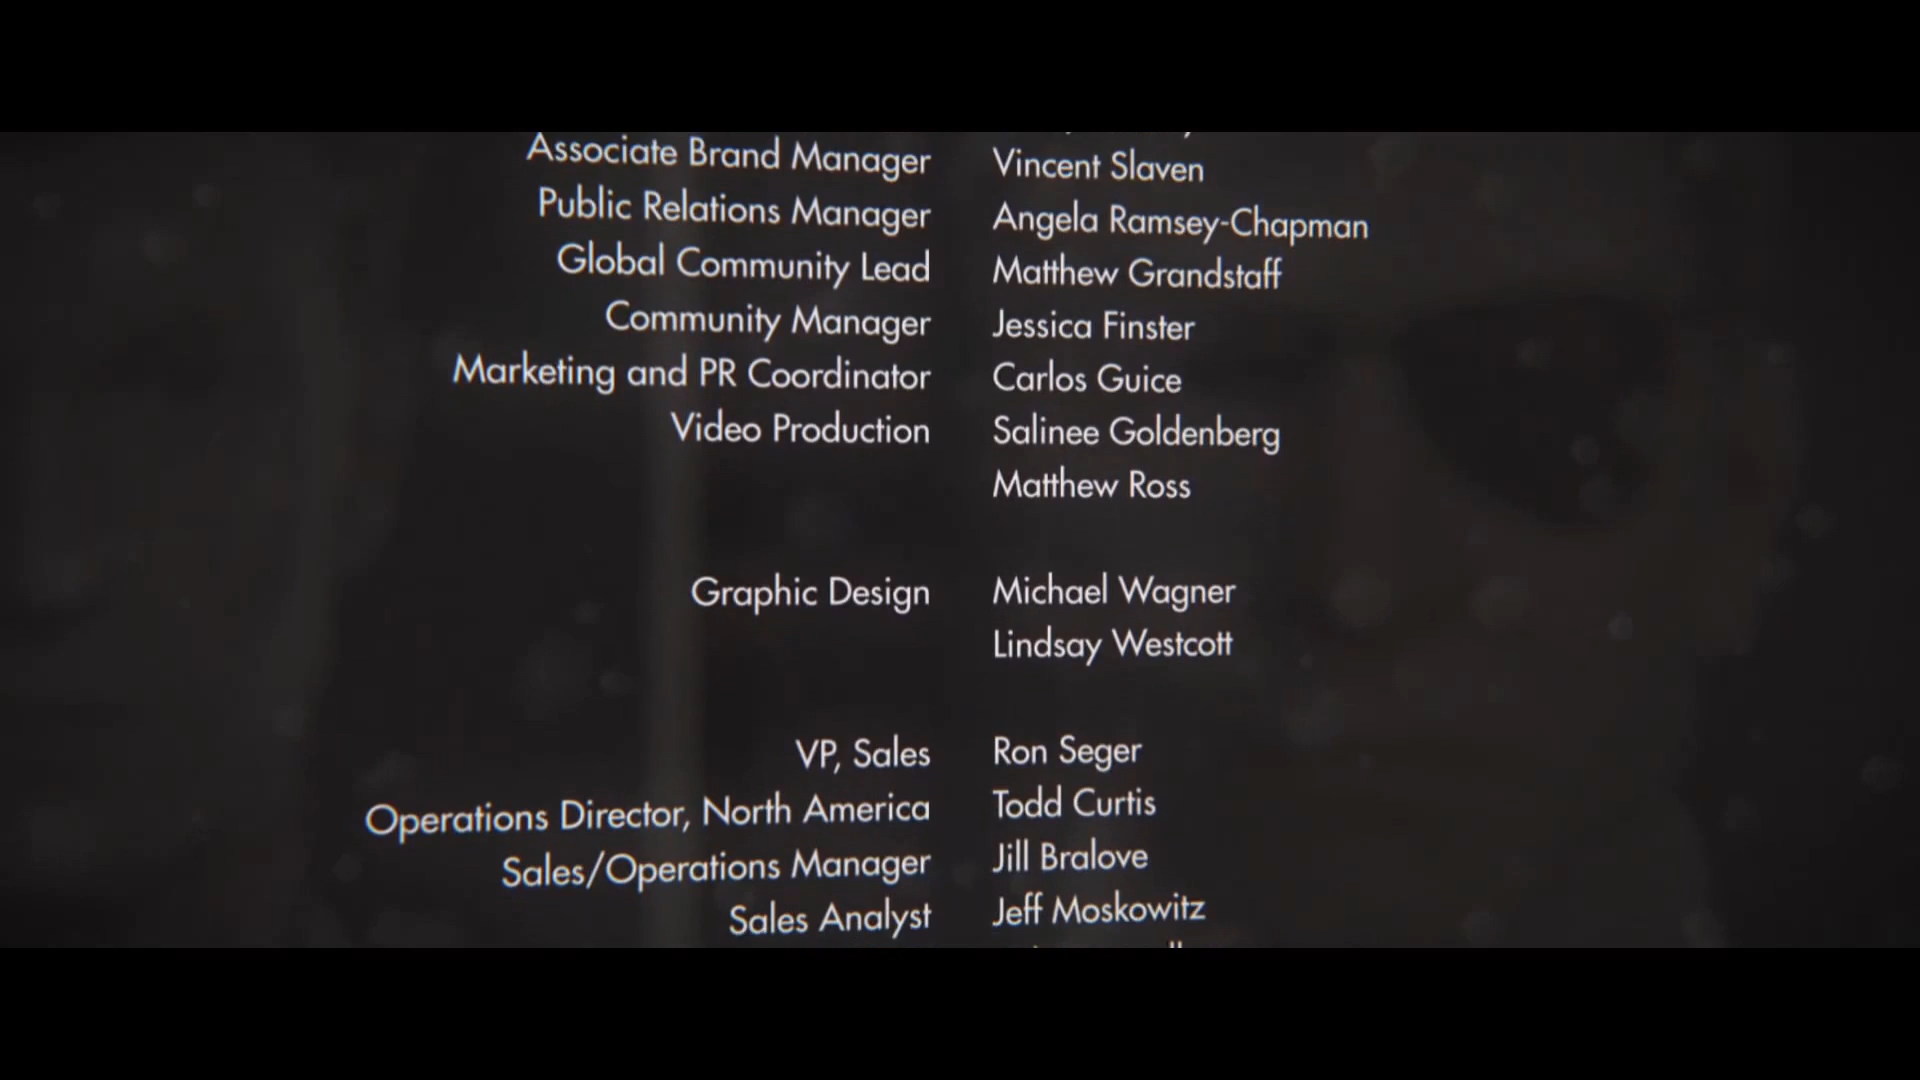 Associate Brand Manager Vincent Slaven
Public Relations Manager Angela Ramsey-Chapman
Global Community Lead Matthew Grandstaff
Community Manager Jessica Finster
Marketing and PR Coordinator Carlos Guice
Video Production Salinee Goldenberg
Matthew Ross
Graphic Design Michael Wagner
Lindsay Westcott
VP, Sales Ron Seger
Operations Director, North America Todd Curtis
Sales/Operations Manager Jill Bralove
Sales Analyst Jeff Moskowitz